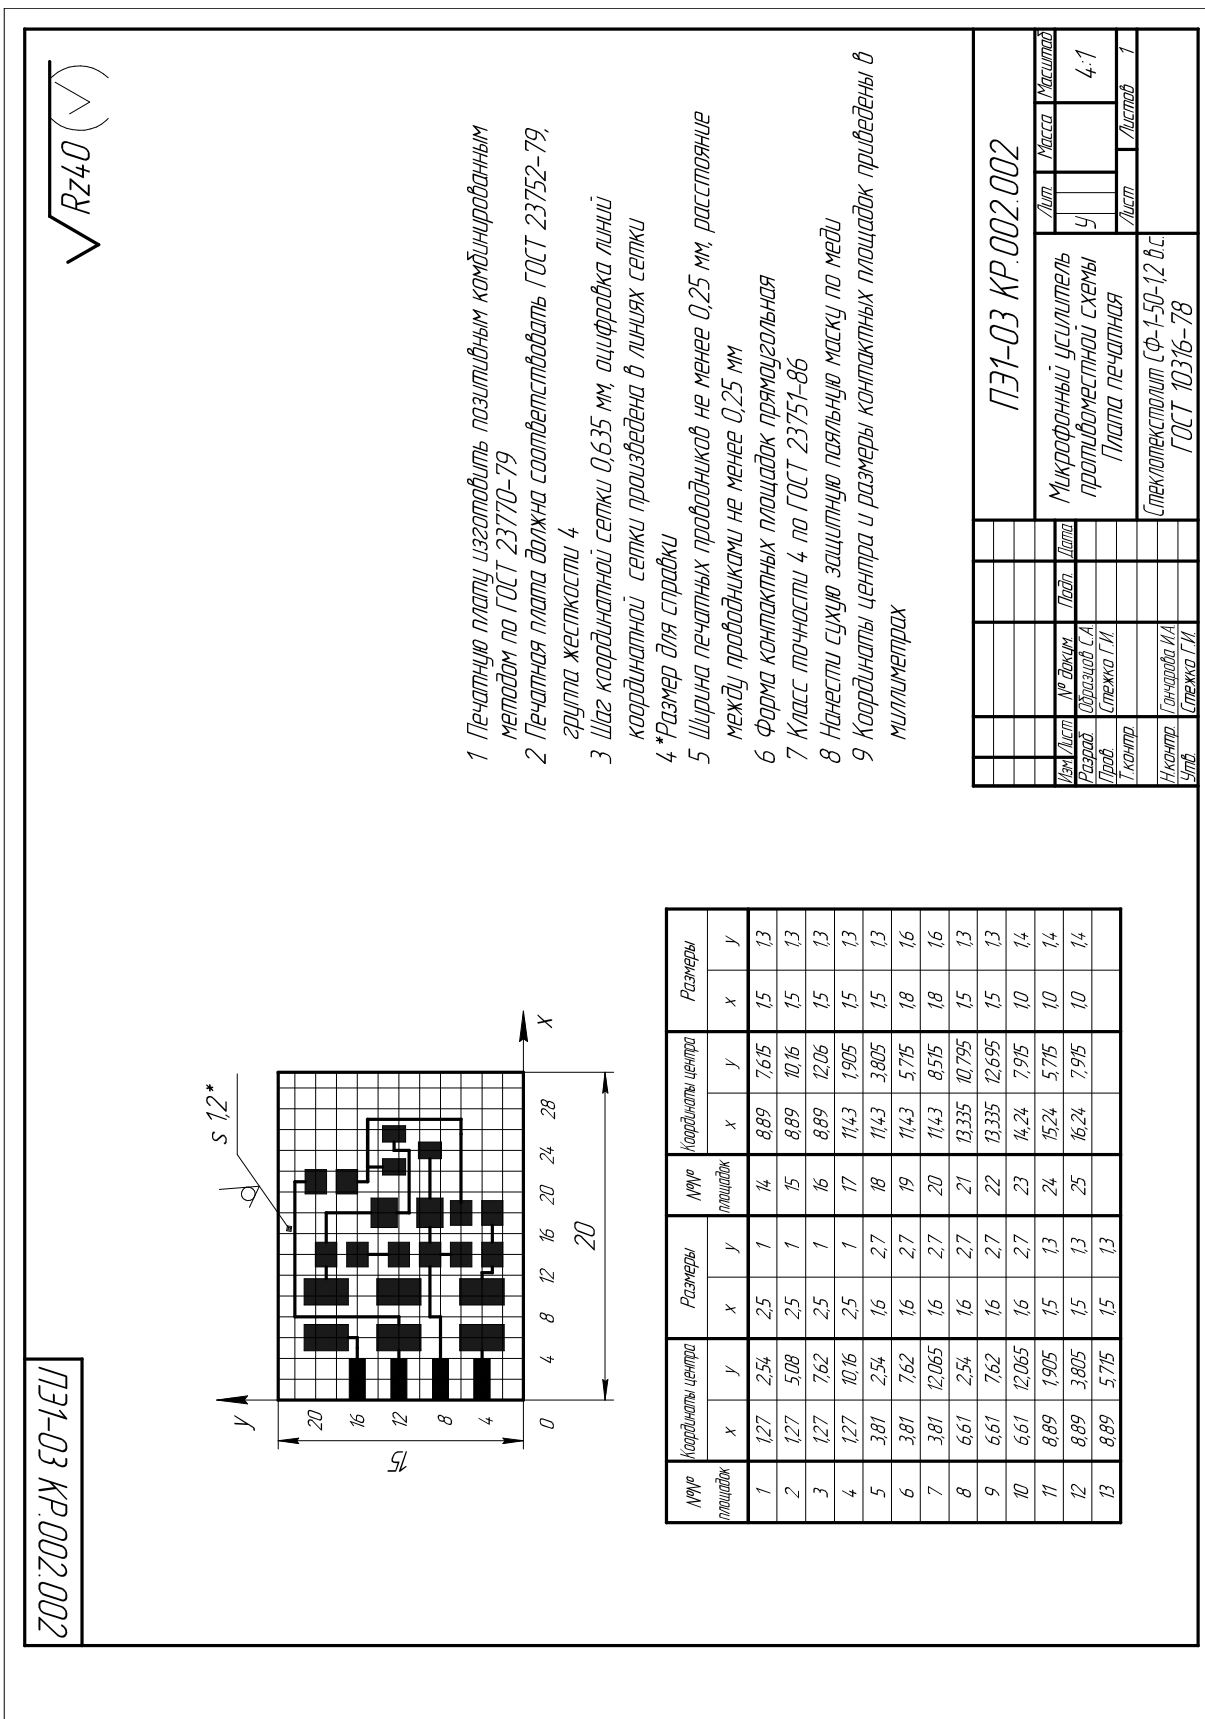 ПЭ1-03 КР.002.002
√Rz40 (√)
s 1,2*
y
20
16
12
8
4
0
4
8
12
16
20
24
28
x
15
20
1 Печатную плату изготовить позитивным комбинированным
методом по ГОСТ 23770-79
2 Печатная плата должна соответствовать ГОСТ 23752-79,
группа жесткости 4
3 Шаг координатной сетки 0,635 мм, оцифровка линий
координатной сетки произведена в линиях сетки
4 *Размер для справки
5 Ширина печатных проводников не менее 0,25 мм, расстояние
между проводниками не менее 0,25 мм
6 Форма контактных площадок прямоугольная
7 Класс точности 4 по ГОСТ 23751-86
8 Нанести сухую защитную паяльную маску по меди
9 Координаты центра и размеры контактных площадок приведены в
миллиметрах
N°N° площадок Координаты центра Размеры N°N° площадок Координаты центра Размеры
x y x y x y x y
1 1,27 2,54 2,5 1 14 8,89 7,615 1,5 1,3
2 1,27 5,08 2,5 1 15 8,89 10,16 1,5 1,3
3 1,27 7,62 2,5 1 16 8,89 12,06 1,5 1,3
4 1,27 10,16 2,5 1 17 11,43 1,905 1,5 1,3
5 3,81 2,54 1,6 2,7 18 11,43 3,805 1,5 1,3
6 3,81 7,62 1,6 2,7 19 11,43 5,715 1,8 1,6
7 3,81 12,065 1,6 2,7 20 11,43 8,515 1,8 1,6
8 6,61 2,54 1,6 2,7 21 13,335 10,795 1,5 1,3
9 6,61 7,62 1,6 2,7 22 13,335 12,695 1,5 1,3
10 6,61 12,065 1,6 2,7 23 14,24 7,915 1,0 1,4
11 8,89 1,905 1,5 1,3 24 15,24 5,715 1,0 1,4
12 8,89 3,805 1,5 1,3 25 16,24 7,915 1,0 1,4
13 8,89 5,715 1,5 1,3
ПЭ1-03 КР.002.002
Изм. Лист № докум. Подп. Дата
Разраб. Образцов С.А.
Пров. Стежко Г.И.
Т.контр.
Н.контр. Гончарова И.А.
Утв. Стежко Г.И.
Микрофонный усилитель
противоместной схемы
Плата печатная
Лит. Масса Масштаб
У 4:1
Лист Листов 1
Стеклотекстолит СФ-1-50-1,2 в.с.
ГОСТ 10316-78